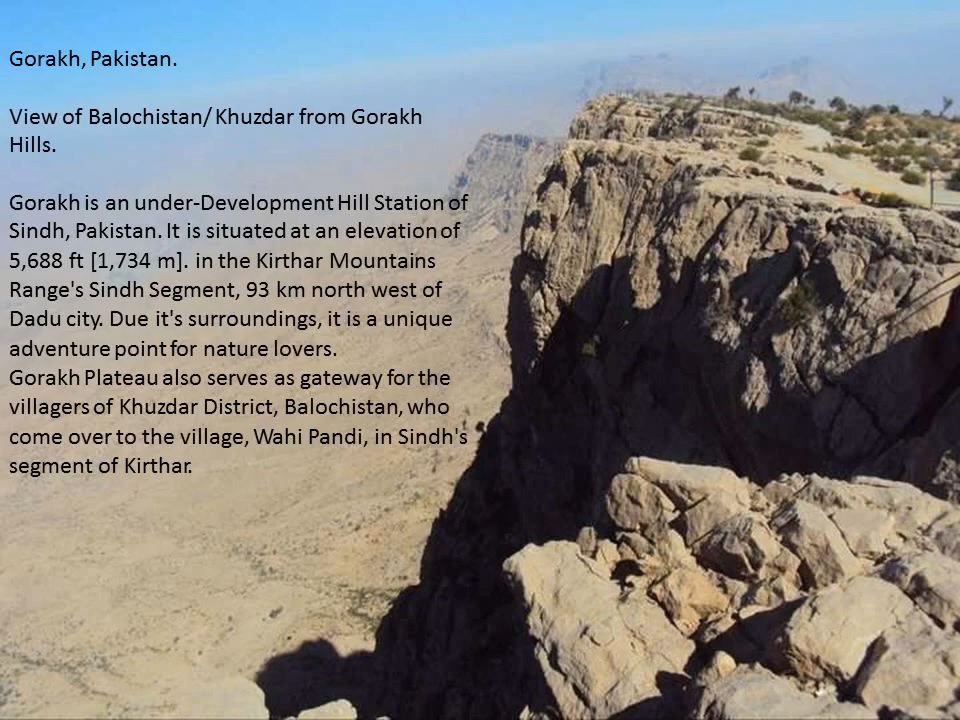 Gorakh, Pakistan.
View of Balochistan/ Khuzdar from Gorakh
Hills.
Gorakh is an under-Development Hill Station of
Sindh, Pakistan. It is situated at an elevation of
5,688 ft [1,734 m]. in the Kirthar Mountains
Range's Sindh Segment, 93 km north west of
Dadu city. Due it's surroundings, it is a unique
adventure point for nature lovers.
Gorakh Plateau also serves as gateway for the
villagers of Khuzdar District, Balochistan, who
come over to the village, Wahi Pandi, in Sindh's
segment of Kirthar.